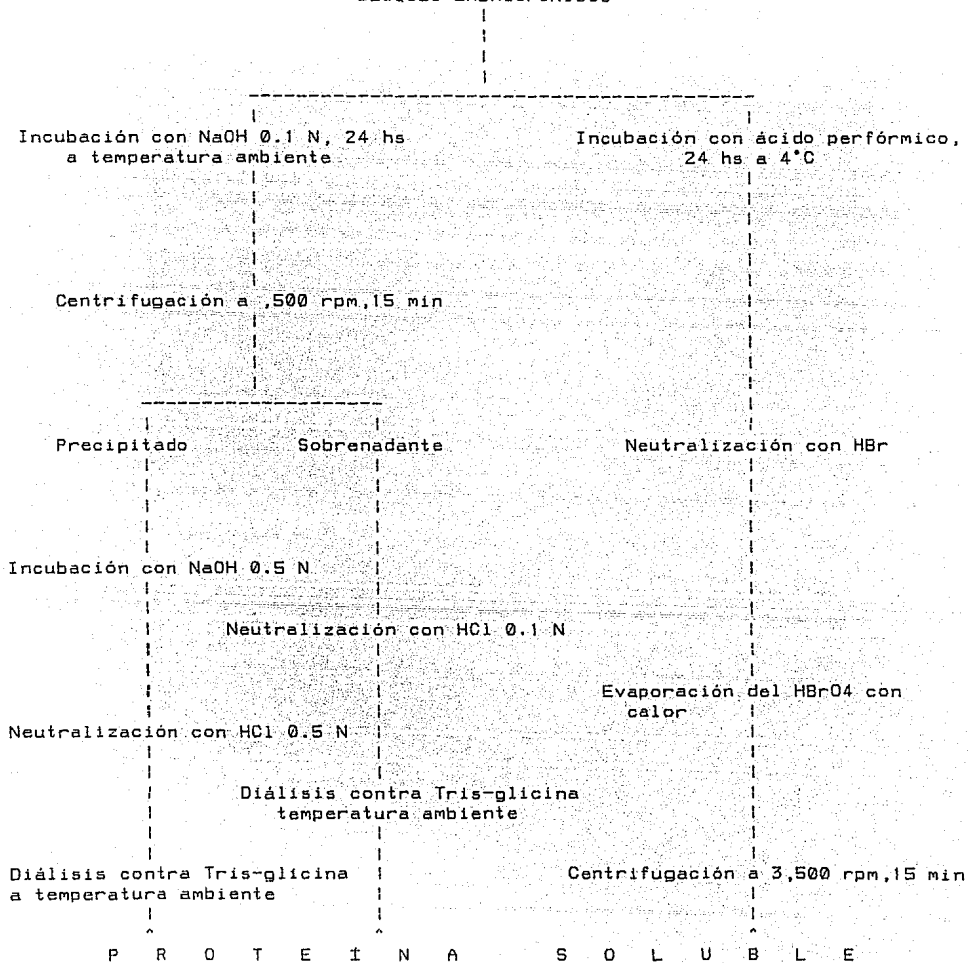 Incubación con NaOH 0.1 N, 24 hs
a temperatura ambiente
Incubación con ácido perfórmico,
24 hs a 4°C
Centrifugación a ,500 rpm,15 min
Precipitado
Sobrenadante
Neutralización con HBr
Incubación con NaOH 0.5 N
Neutralización con HCl 0.1 N
Evaporación del HBrO4 con
calor
Neutralización con HCl 0.5 N
Diálisis contra Tris-glicina
temperatura ambiente
Diálisis contra Tris-glicina
a temperatura ambiente
Centrifugación a 3,500 rpm,15 min
P R O T E Í N A S O L U B L E